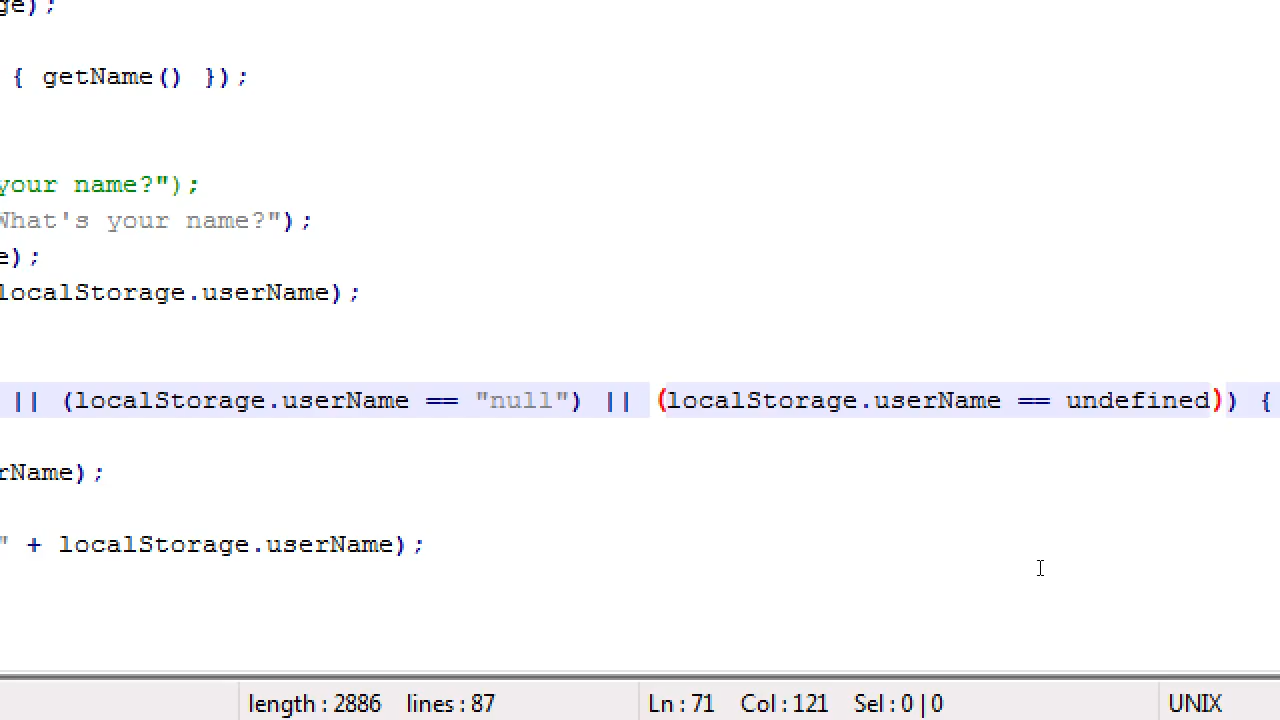 ge);
{ getName() });
your name?");
What's your name?");
e);
localStorage.userName);
|| (localStorage.userName == "null") || (localStorage.userName == undefined)) {
rName);
" + localStorage.userName);
length : 2886 lines : 87 Ln : 71 Col : 121 Sel : 0 | 0 UNIX